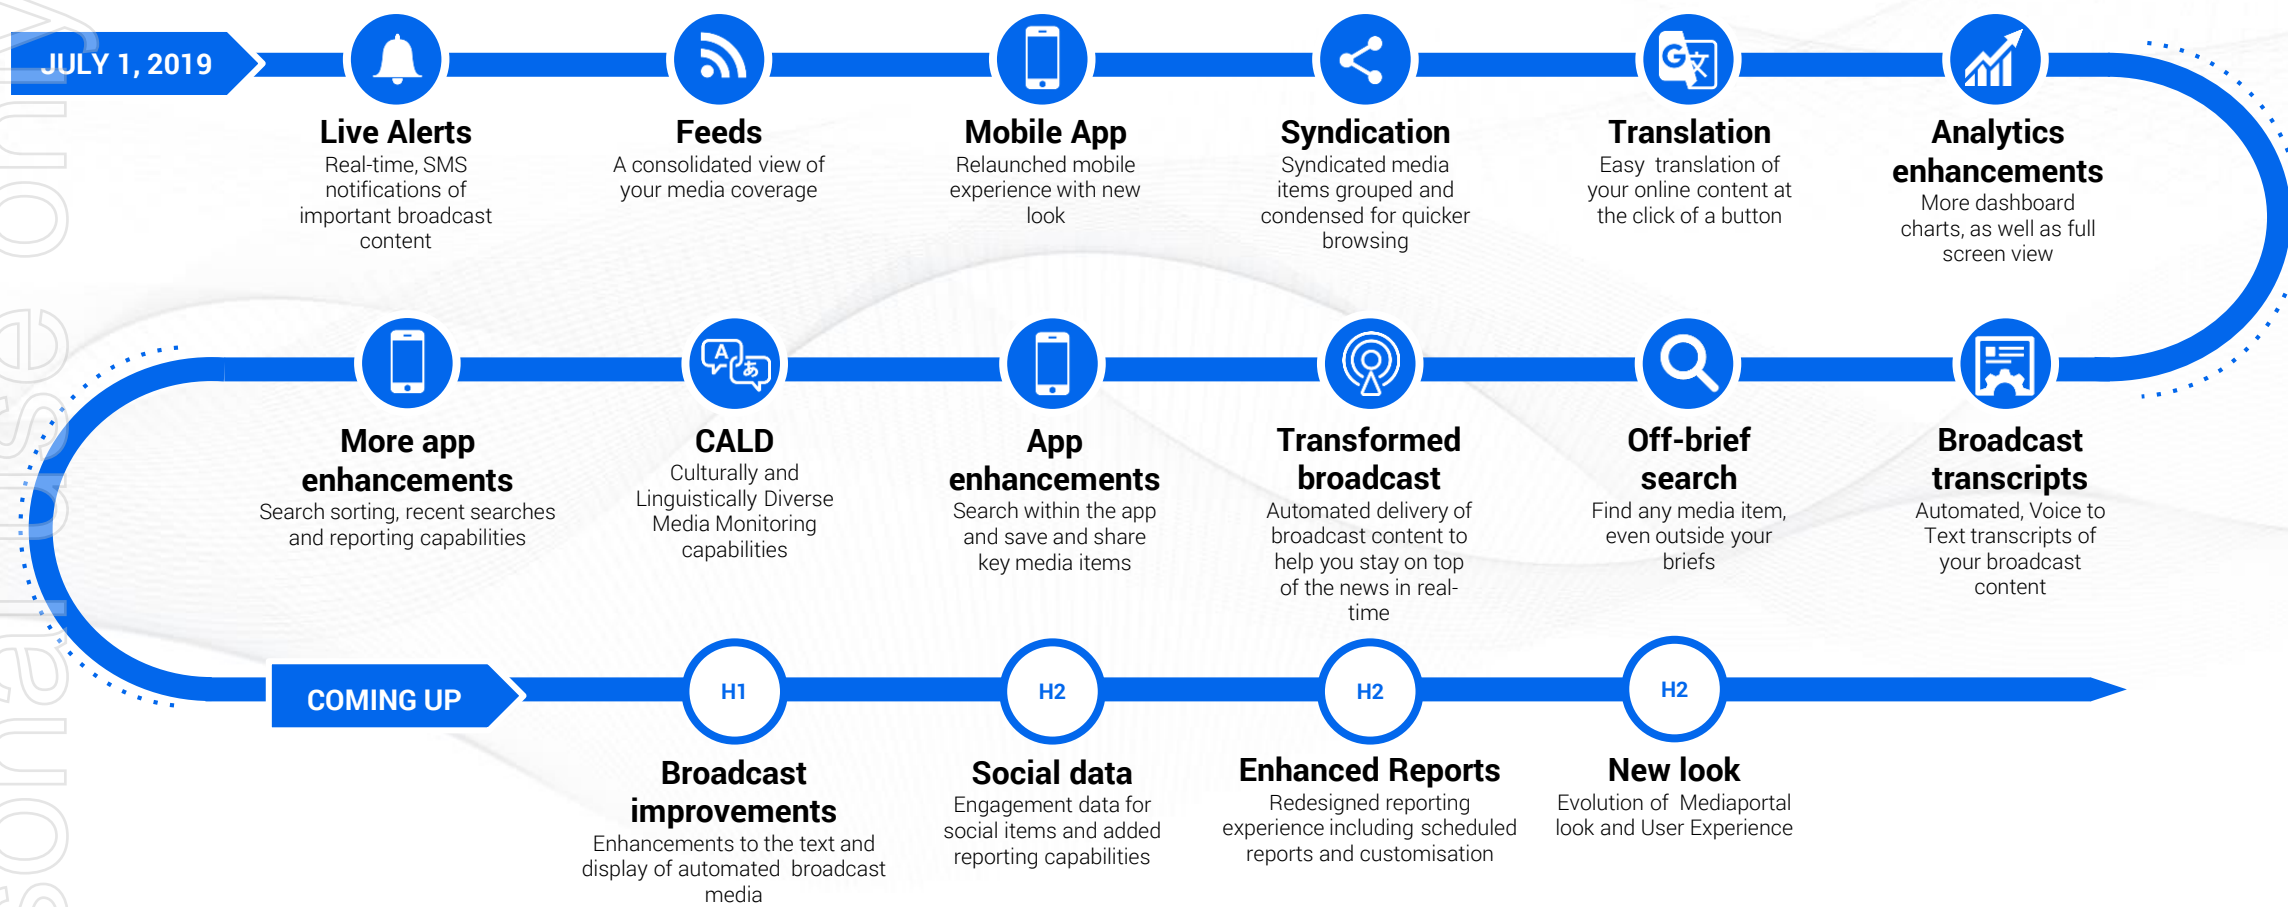 JULY 1, 2019
Live Alerts
Real-time, SMS
notifications of
important broadcast
content
Feeds
A consolidated view of
your media coverage
Mobile App
Relaunched mobile
experience with new
look
Syndication
Syndicated media
items grouped and
condensed for quicker
browsing
Translation
Easy translation of
your online content at
the click of a button
Analytics
enhancements
More dashboard
charts, as well as full
screen view
More app
enhancements
Search sorting, recent searches
and reporting capabilities
CALD
Culturally and
Linguistically Diverse
Media Monitoring
capabilities
App
enhancements
Search within the app
and save and share
key media items
Transformed
broadcast
Automated delivery of
broadcast content to
help you stay on top
of the news in real-
time
Off-brief
search
Find any media item,
even outside your
briefs
Broadcast
transcripts
Automated, Voice to
Text transcripts of
your broadcast
content
COMING UP
H1
Broadcast
improvements
Enhancements to the text and
display of automated broadcast
media
H2
Social data
Engagement data for
social items and added
reporting capabilities
H2
Enhanced Reports
Redesigned reporting
experience including scheduled
reports and customisation
H2
New look
Evolution of Mediaportal
look and User Experience
sonal use only